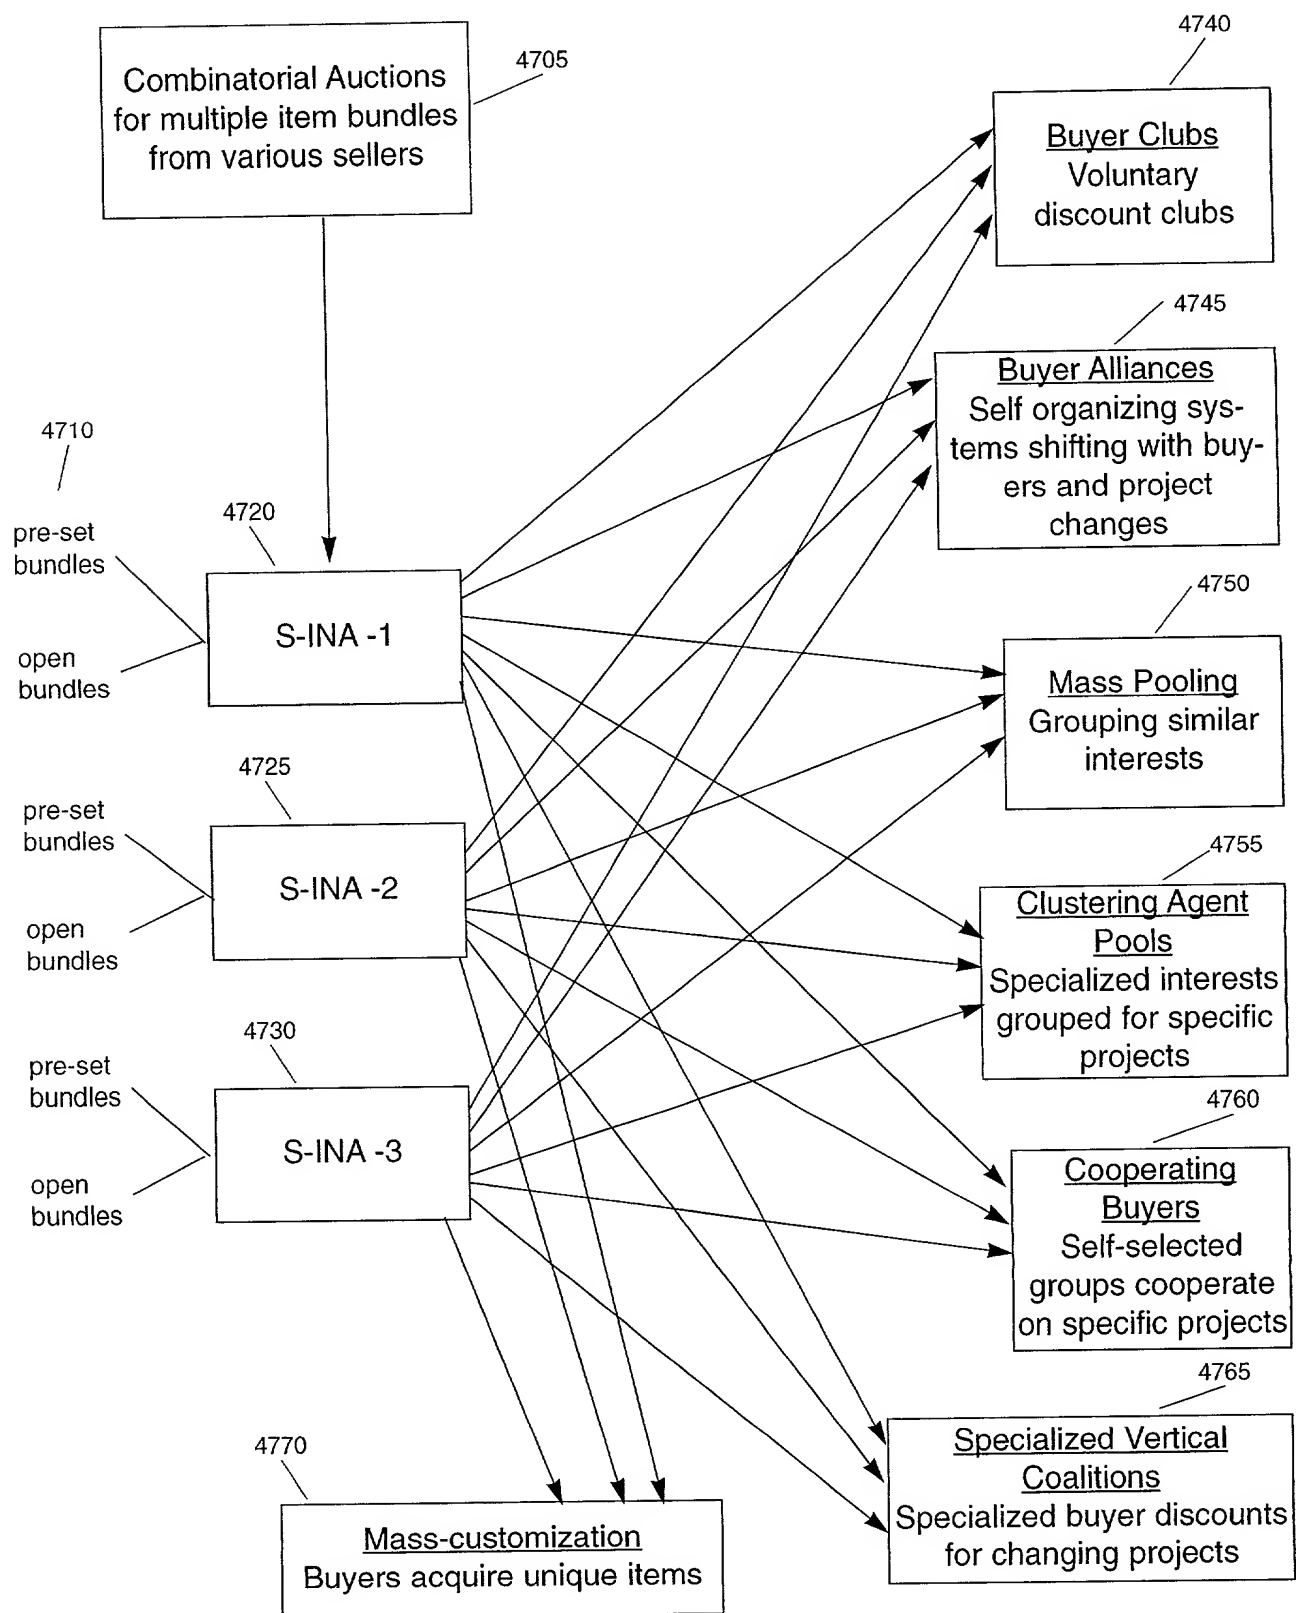 4740
4705
Combinatorial Auctions
for multiple item bundles
from various sellers
Buyer Clubs
Voluntary
discount clubs
4745
Buyer Alliances
Self organizing sys-
tems shifting with buy-
ers and project
changes
4710
4720
pre-set
bundles
open
bundles
S-INA -1
4750
Mass Pooling
Grouping similar
interests
4725
pre-set
bundles
open
bundles
S-INA -2
4755
Clustering Agent
Pools
Specialized interests
grouped for specific
projects
4730
pre-set
bundles
open
bundles
S-INA -3
4760
Cooperating
Buyers
Self-selected
groups cooperate
on specific projects
4765
Specialized Vertical
Coalitions
Specialized buyer discounts
for changing projects
4770
Mass-customization
Buyers acquire unique items